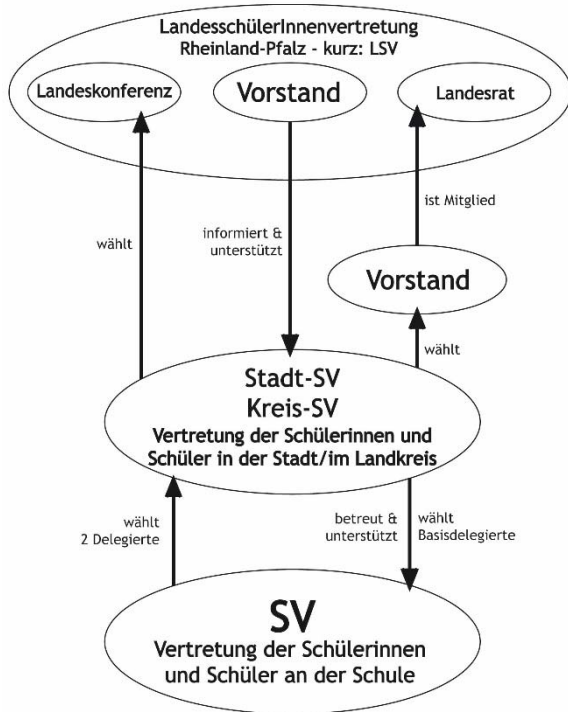 LandesschülerInnenvertretung
Rheinland-Pfalz - kurz: LSV
Landeskonferenz
Vorstand
Landesrat
ist Mitglied
wählt
informiert &
unterstützt
Vorstand
wählt
Stadt-SV
Kreis-SV
Vertretung der Schülerinnen und
Schüler in der Stadt/im Landkreis
wählt
2 Delegierte
betreut &
unterstützt
wählt
Basisdelegierte
SV
Vertretung der Schülerinnen
und Schüler an der Schule